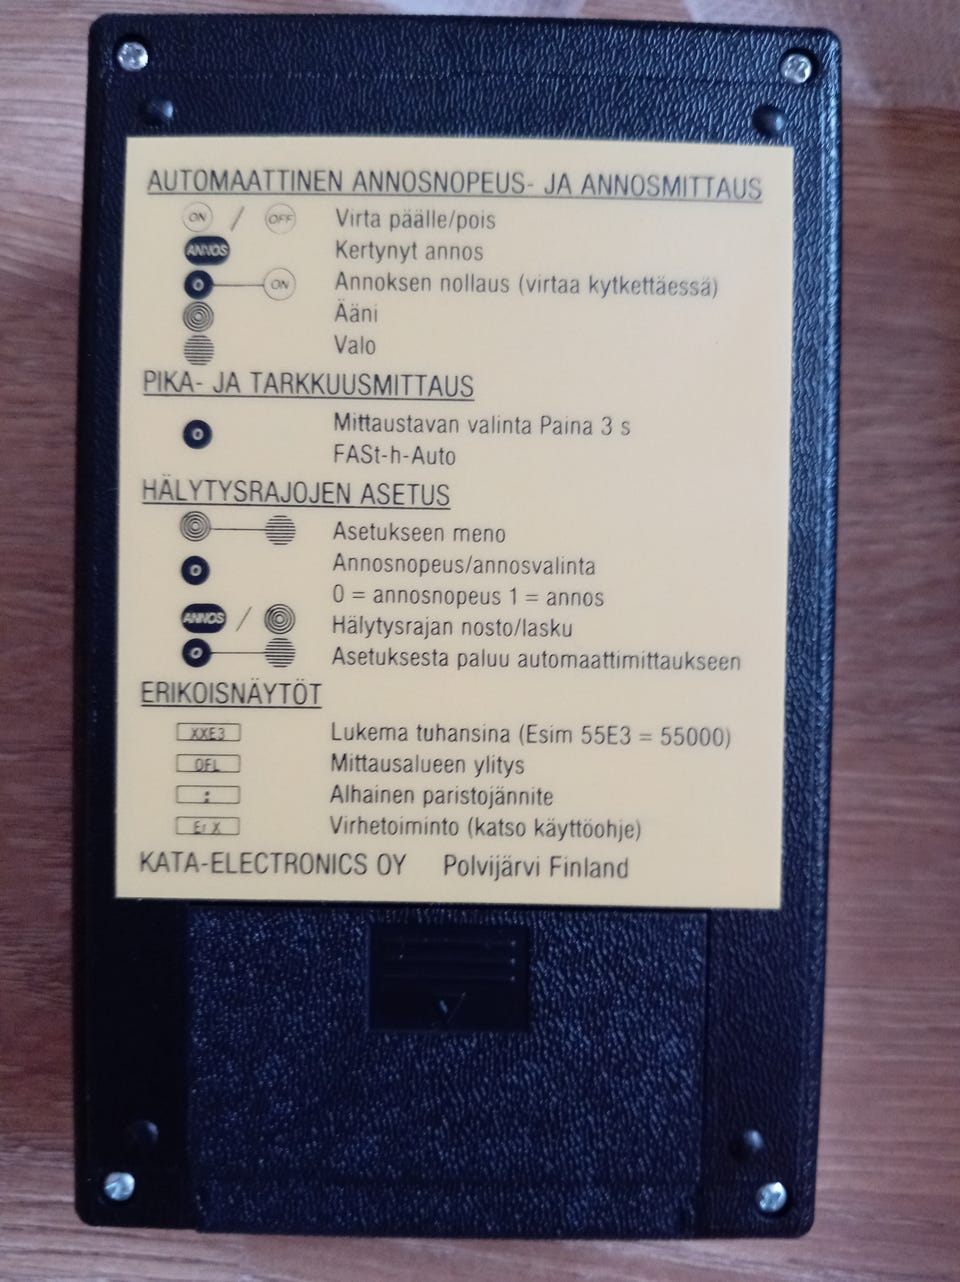 AUTOMAATTINEN ANNOSNOPEUS- JA ANNOSMITTAUS
ON / OFF Virta päälle/pois
ANNOS Kertynyt annos
0 ON Annoksen nollaus (virtaa kytkettäessä)
Ääni
Valo
PIKA- JA TARKKUUSMITTAUS
0 Mittaustavan valinta Paina 3 s
FASt-h-Auto
HÄLYTYSRAJOJEN ASETUS
Asetukseen meno
0 Annosnopeus/annosvalinta
0 = annosnopeus 1 = annos
ANNOS / Hälytysrajan nosto/lasku
0 Asetuksesta paluu automaattimittaukseen
ERIKOISNÄYTÖT
XXE3 Lukema tuhansina (Esim 55E3 = 55000)
OFL Mittausalueen ylitys
: Alhainen paristojännite
Er X Virhetoiminto (katso käyttöohje)
KATA-ELECTRONICS OY Polvijärvi Finland